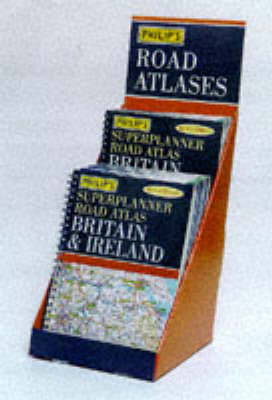 PHILIP'S
ROAD
ATLASES
PHILIP'S
SUPERPLANNER
ROAD ATLAS
BRITAIN
PHILIP'S
SUPERPLANNER
ROAD ATLAS
BRITAIN
& IRELAND